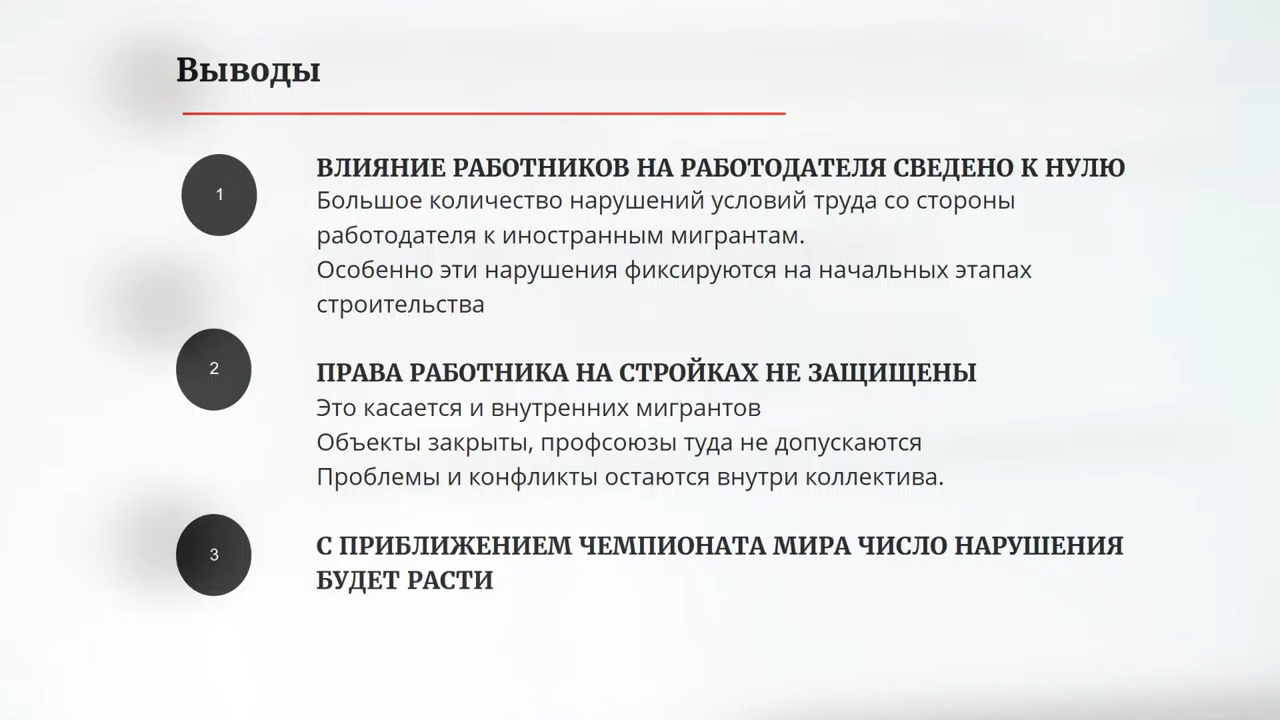 Выводы
1
ВЛИЯНИЕ РАБОТНИКОВ НА РАБОТОДАТЕЛЯ СВЕДЕНО К НУЛЮ
Большое количество нарушений условий труда со стороны
работодателя к иностранным мигрантам.
Особенно эти нарушения фиксируются на начальных этапах
строительства
2
ПРАВА РАБОТНИКА НА СТРОЙКАХ НЕ ЗАЩИЩЕНЫ
Это касается и внутренних мигрантов
Объекты закрыты, профсоюзы туда не допускаются
Проблемы и конфликты остаются внутри коллектива.
3
С ПРИБЛИЖЕНИЕМ ЧЕМПИОНАТА МИРА ЧИСЛО НАРУШЕНИЯ
БУДЕТ РАСТИ